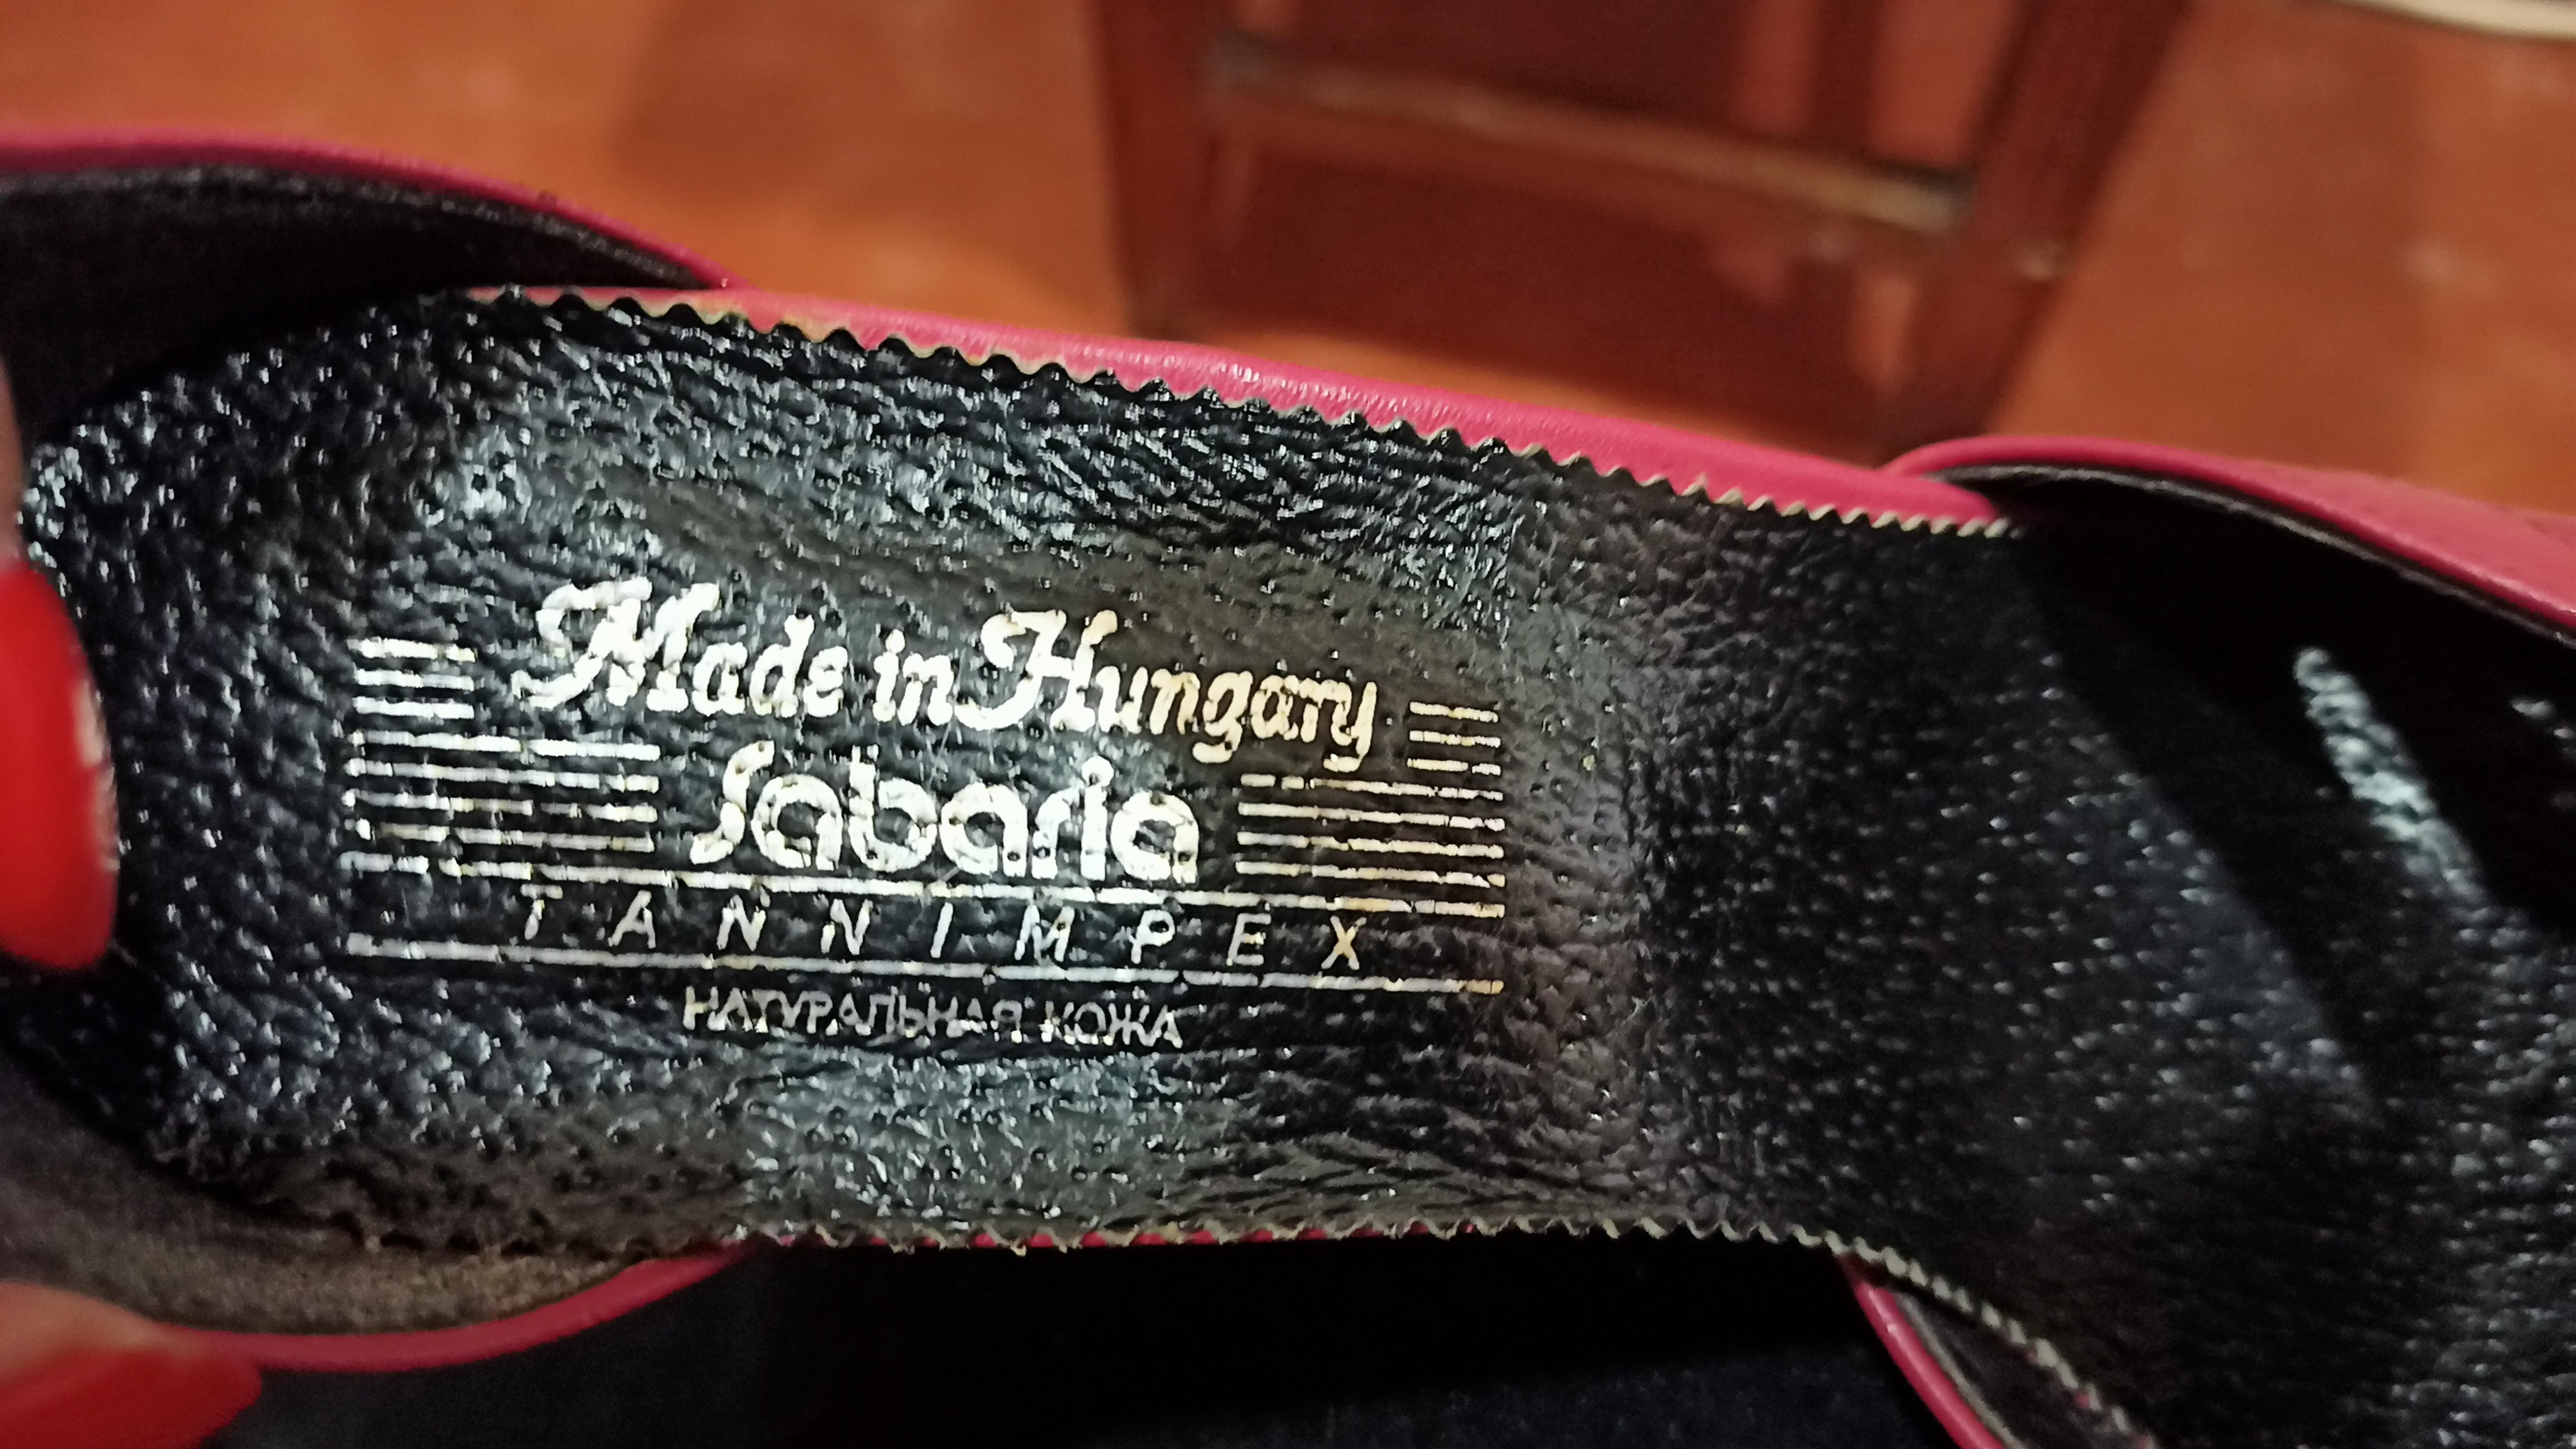 Made in Hungary
Sabaria
TANNIMPEX
НАТУРАЛЬНАЯ КОЖА